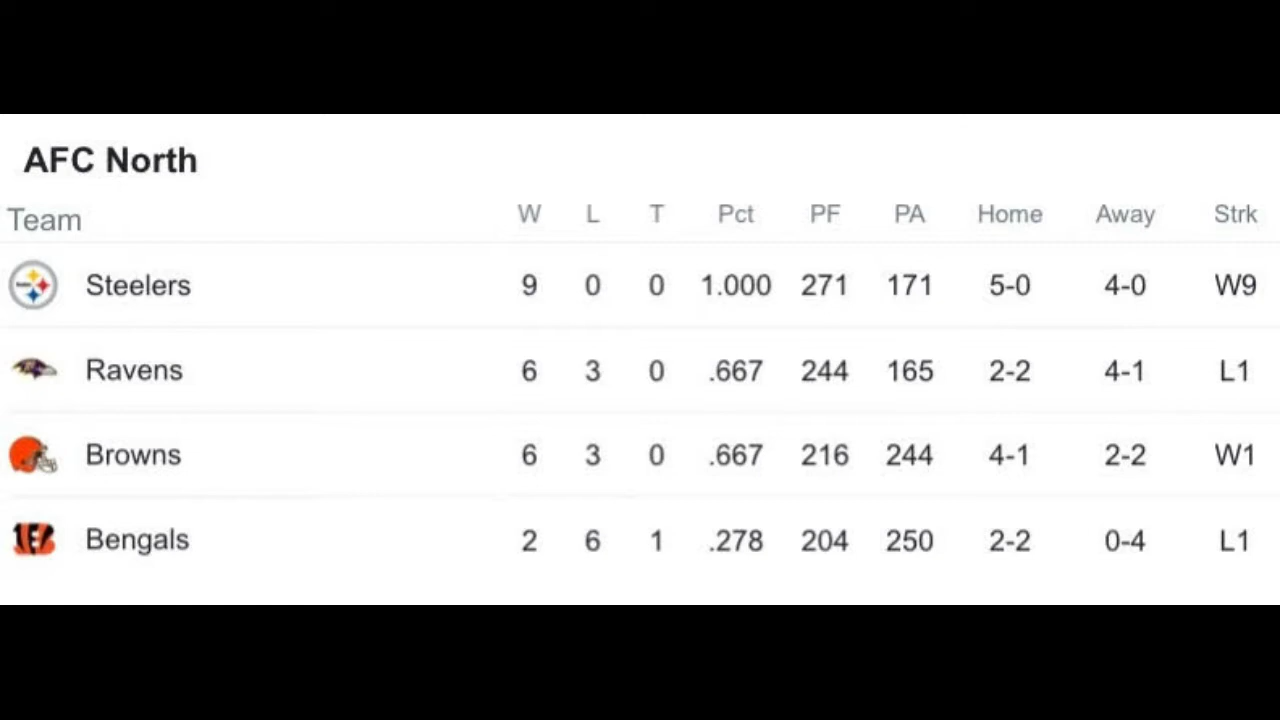 AFC North
Team W L T Pct PF PA Home Away Strk
Steelers 9 0 0 1.000 271 171 5-0 4-0 W9
Ravens 6 3 0 .667 244 165 2-2 4-1 L1
Browns 6 3 0 .667 216 244 4-1 2-2 W1
Bengals 2 6 1 .278 204 250 2-2 0-4 L1